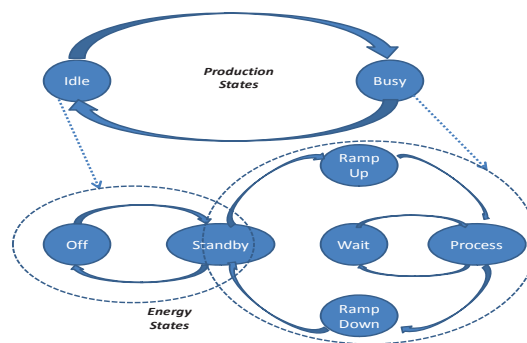 Idle
Production
States
Busy
Ramp
Up
Off
Standby
Wait
Process
Energy
States
Ramp
Down